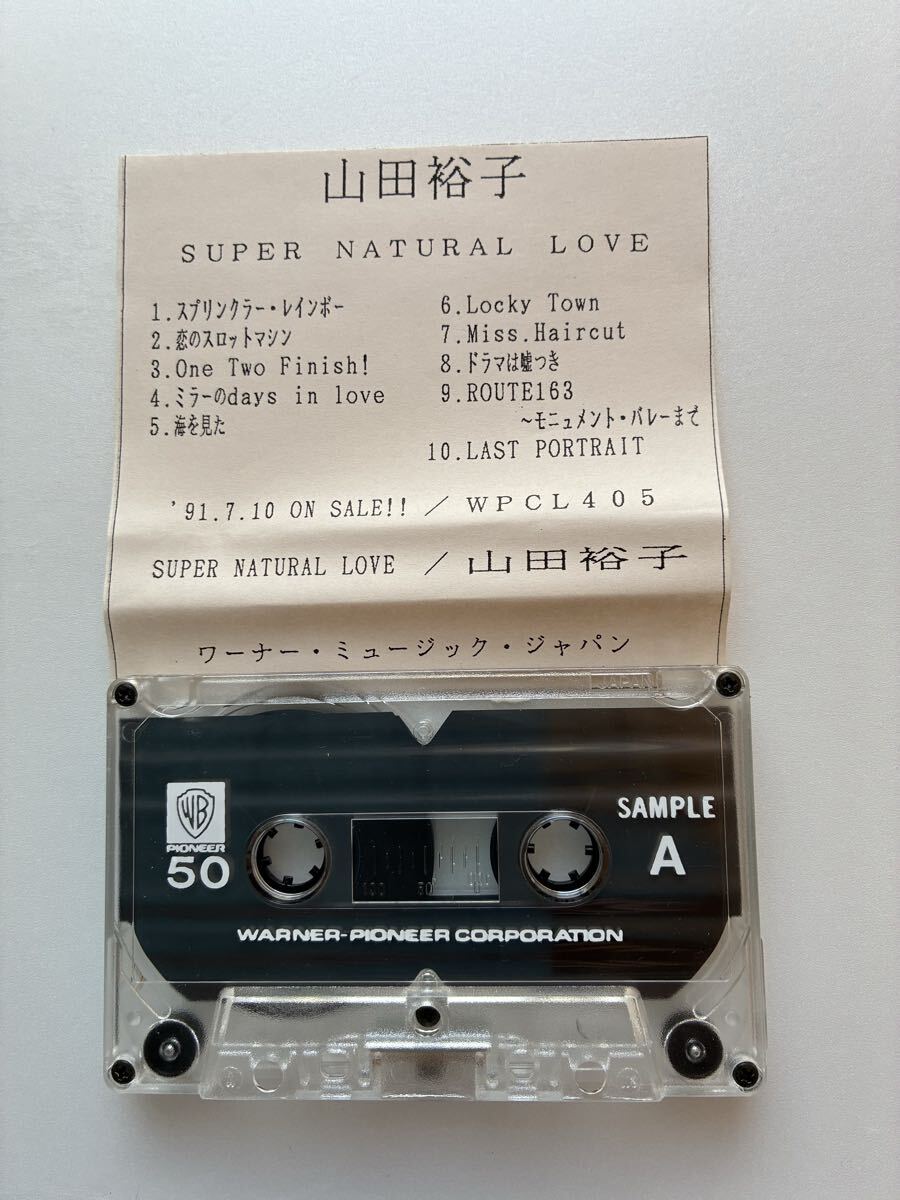 山田裕子
SUPER NATURAL LOVE
1.スプリンクラー・レインボー
2.恋のスロットマシン
3.One Two Finish!
4.ミラーのdays in love
5.海を見た
6.Locky Town
7.Miss.Haircut
8.ドラマは嘘つき
9.ROUTE163
~モニュメント・バレーまで
10.LAST PORTRAIT
'91.7.10 ON SALE!! / WPCL405
SUPER NATURAL LOVE / 山田裕子
ワーナー・ミュージック・ジャパン
JAPAN
WB
PIONEER
50
SAMPLE
A
100 50 0
WARNER-PIONEER CORPORATION